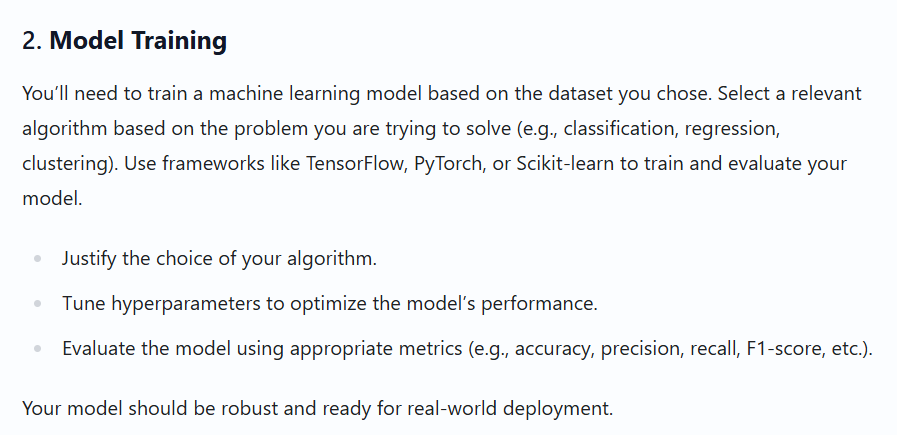 2. Model Training
You’ll need to train a machine learning model based on the dataset you chose. Select a relevant
algorithm based on the problem you are trying to solve (e.g., classification, regression,
clustering). Use frameworks like TensorFlow, PyTorch, or Scikit-learn to train and evaluate your
model.
• Justify the choice of your algorithm.
• Tune hyperparameters to optimize the model’s performance.
• Evaluate the model using appropriate metrics (e.g., accuracy, precision, recall, F1-score, etc.).
Your model should be robust and ready for real-world deployment.